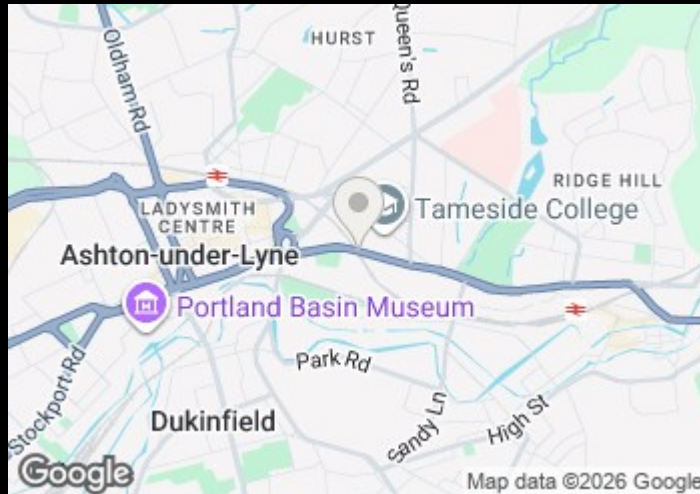 Oldham Rd
HURST
Queen's Rd
RIDGE HILL
LADYSMITH
CENTRE
Tameside College
Ashton-under-Lyne
Portland Basin Museum
Park Rd
Stockport Rd
Dukinfield
Sandy Ln
High St
Google
Map data ©2026 Google